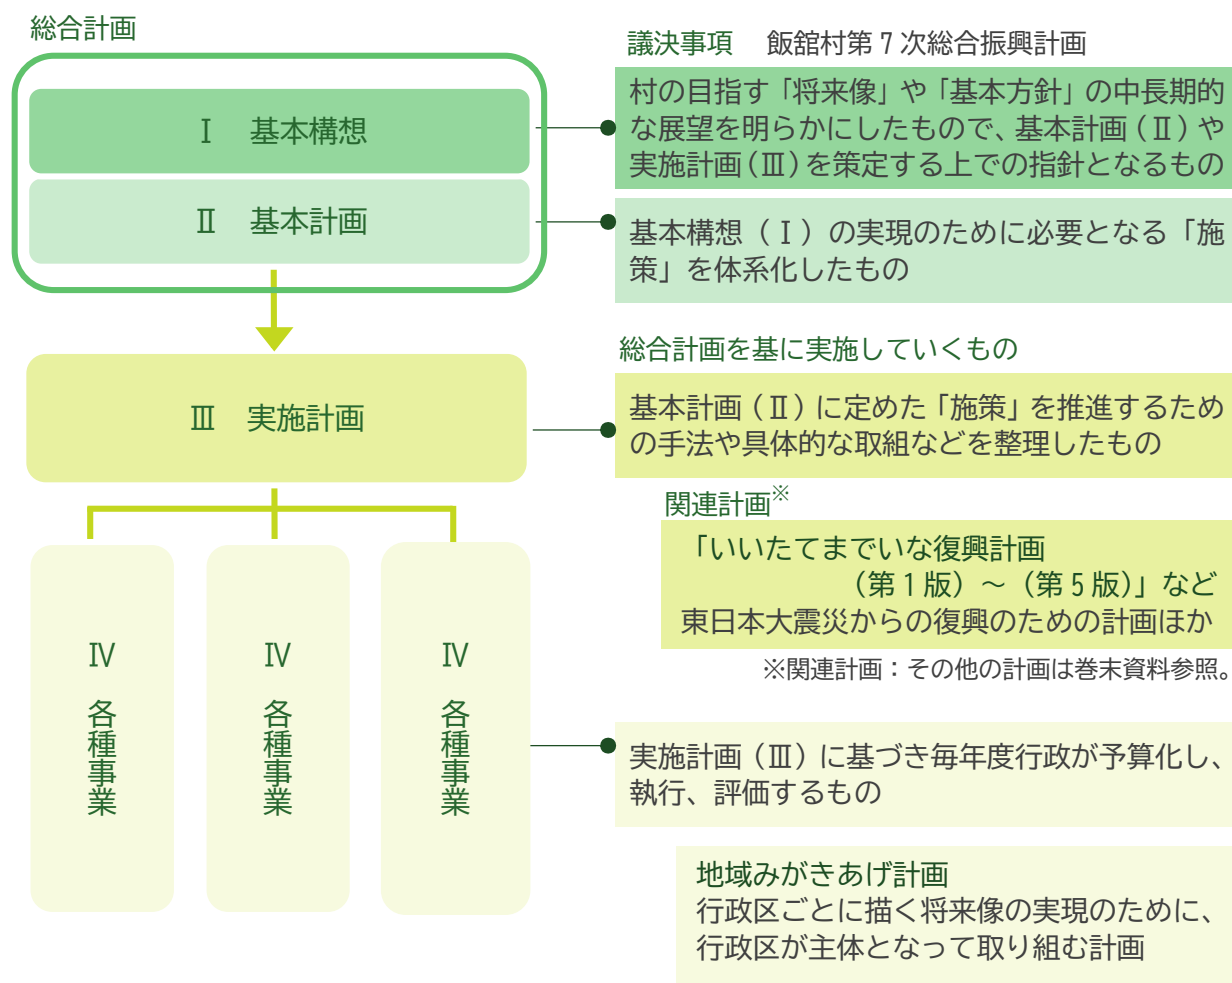 総合計画
Ⅰ　基本構想
Ⅱ　基本計画
議決事項　飯舘村第7次総合振興計画
村の目指す「将来像」や「基本方針」の中長期的
な展望を明らかにしたもので、基本計画（Ⅱ）や
実施計画（Ⅲ）を策定する上での指針となるもの
基本構想（Ⅰ）の実現のために必要となる「施
策」を体系化したもの
Ⅲ　実施計画
総合計画を基に実施していくもの
基本計画（Ⅱ）に定めた「施策」を推進するため
の手法や具体的な取組などを整理したもの
関連計画※
「いいたてまでいな復興計画
（第1版）～（第5版）」など
東日本大震災からの復興のための計画ほか
※関連計画：その他の計画は巻末資料参照。
Ⅳ　各種事業
Ⅳ　各種事業
Ⅳ　各種事業
実施計画（Ⅲ）に基づき毎年度行政が予算化し、
執行、評価するもの
地域みがきあげ計画
行政区ごとに描く将来像の実現のために、
行政区が主体となって取り組む計画